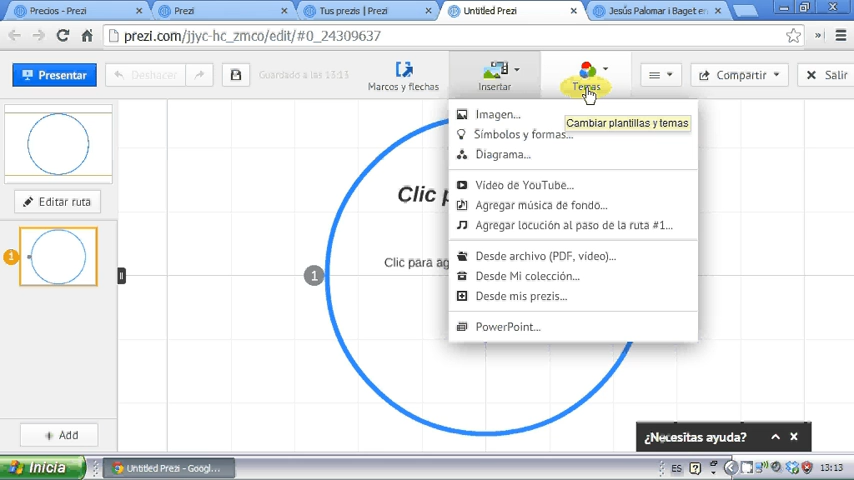 Precios - Prezi
Prezi
Tus prezis | Prezi
Untitled Prezi
Jesús Palomar i Baget en
prezi.com/jjyc-hc_zmco/edit/#0_24309637
Presentar
Deshacer
Guardado a las 13:13
Marcos y flechas
Insertar
Temas
Compartir
Salir
Cambiar plantillas y temas
Imagen...
Símbolos y formas...
Diagrama...
Vídeo de YouTube...
Agregar música de fondo...
Agregar locución al paso de la ruta #1...
Desde archivo (PDF, vídeo)...
Desde Mi colección...
Desde mis prezis...
PowerPoint...
Editar ruta
1
Clic p
Clic para ag
1
Add
¿Necesitas ayuda?
Inicio
Untitled Prezi - Googl...
ES
13:13